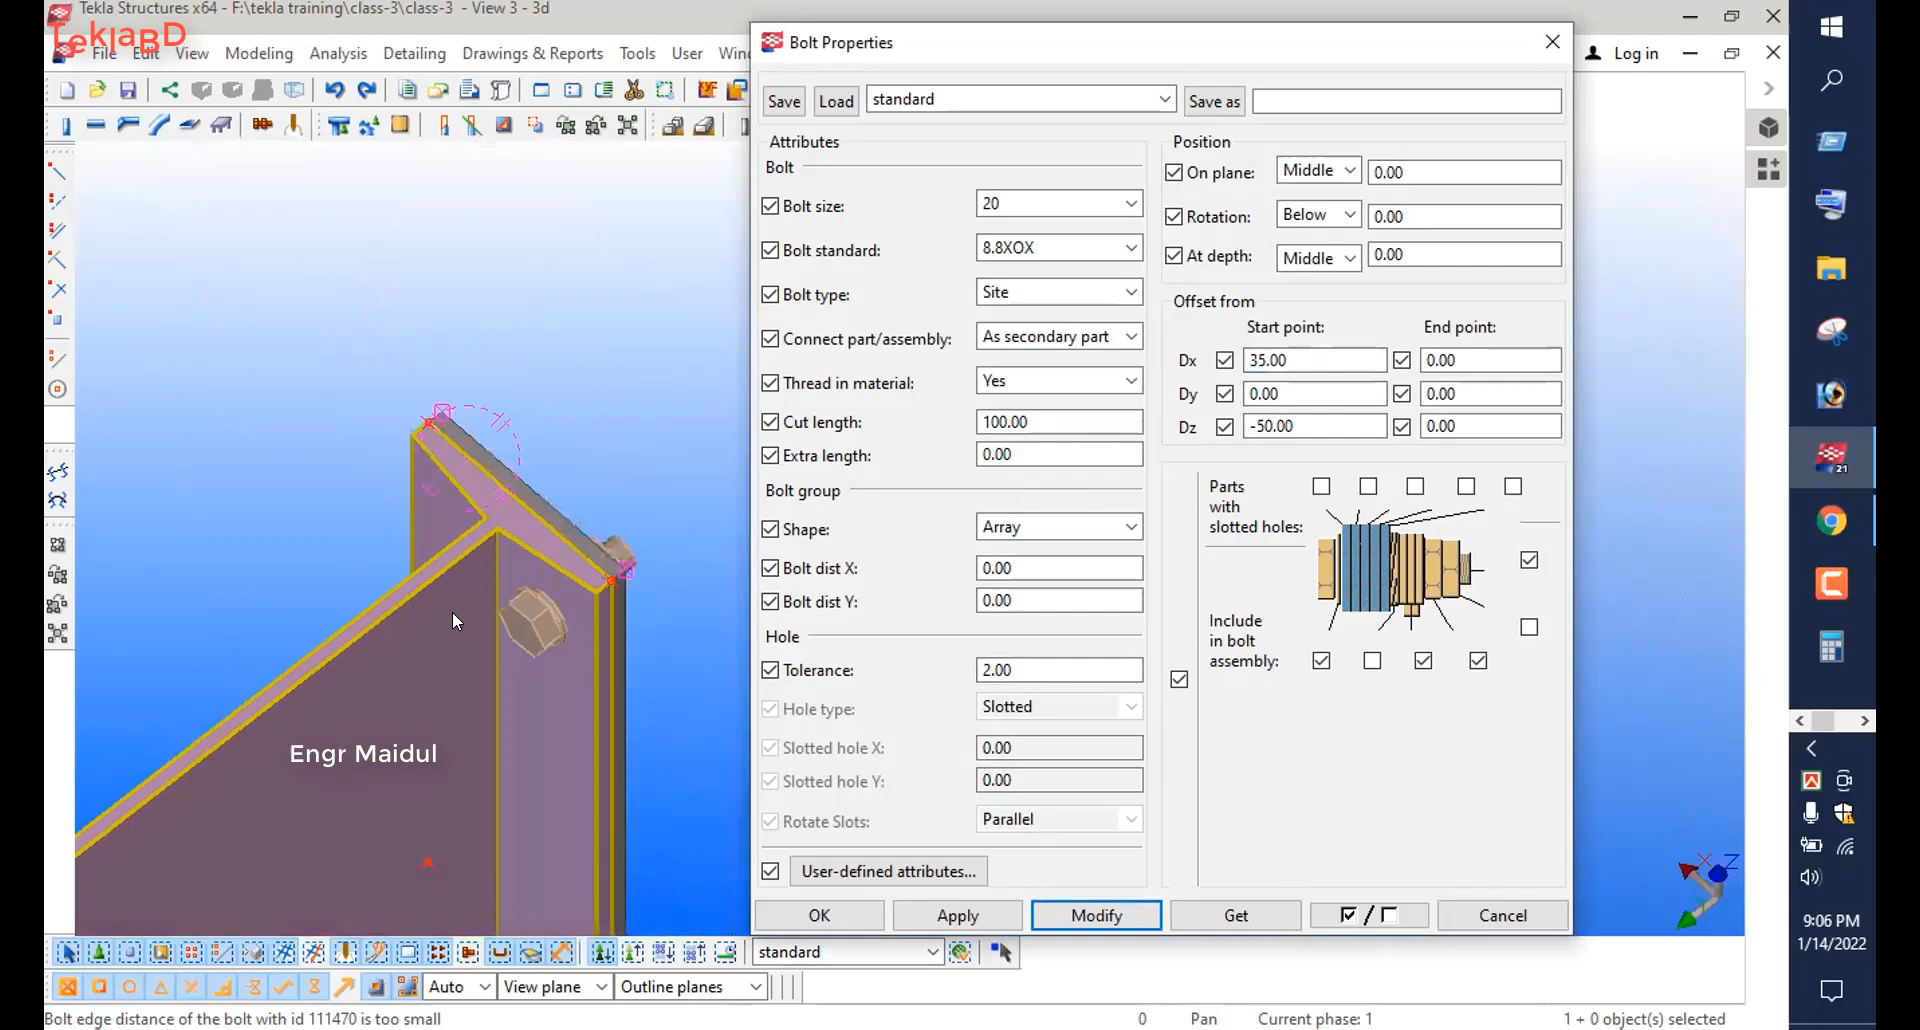 Tekla Structures x64 - F:\tekla training\class-3\class-3 - View 3 - 3d
TeklaBD
File Edit View Modeling Analysis Detailing Drawings & Reports Tools User Win
Log in
Bolt Properties
Save Load standard Save as
Attributes
Bolt
Bolt size: 20
Bolt standard: 8.8XOX
Bolt type: Site
Connect part/assembly: As secondary part
Thread in material: Yes
Cut length: 100.00
Extra length: 0.00
Bolt group
Shape: Array
Bolt dist X: 0.00
Bolt dist Y: 0.00
Hole
Tolerance: 2.00
Hole type: Slotted
Slotted hole X: 0.00
Slotted hole Y: 0.00
Rotate Slots: Parallel
User-defined attributes...
Position
On plane: Middle 0.00
Rotation: Below 0.00
At depth: Middle 0.00
Offset from
Start point: End point:
Dx 35.00 0.00
Dy 0.00 0.00
Dz -50.00 0.00
Parts
with
slotted holes:
Include
in bolt
assembly:
OK Apply Modify Get / Cancel
Engr Maidul
X Z
21
standard
Auto View plane Outline planes
Bolt edge distance of the bolt with id 111470 is too small 0 Pan Current phase: 1 1 + 0 object(s) selected
9:06 PM
1/14/2022